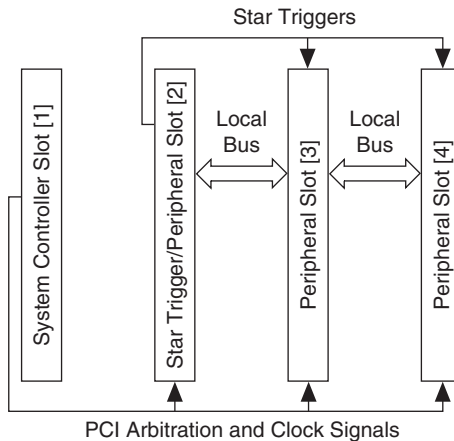 Star Triggers
System Controller Slot [1]
Star Trigger/Peripheral Slot [2]
Local
Bus
Peripheral Slot [3]
Local
Bus
Peripheral Slot [4]
PCI Arbitration and Clock Signals